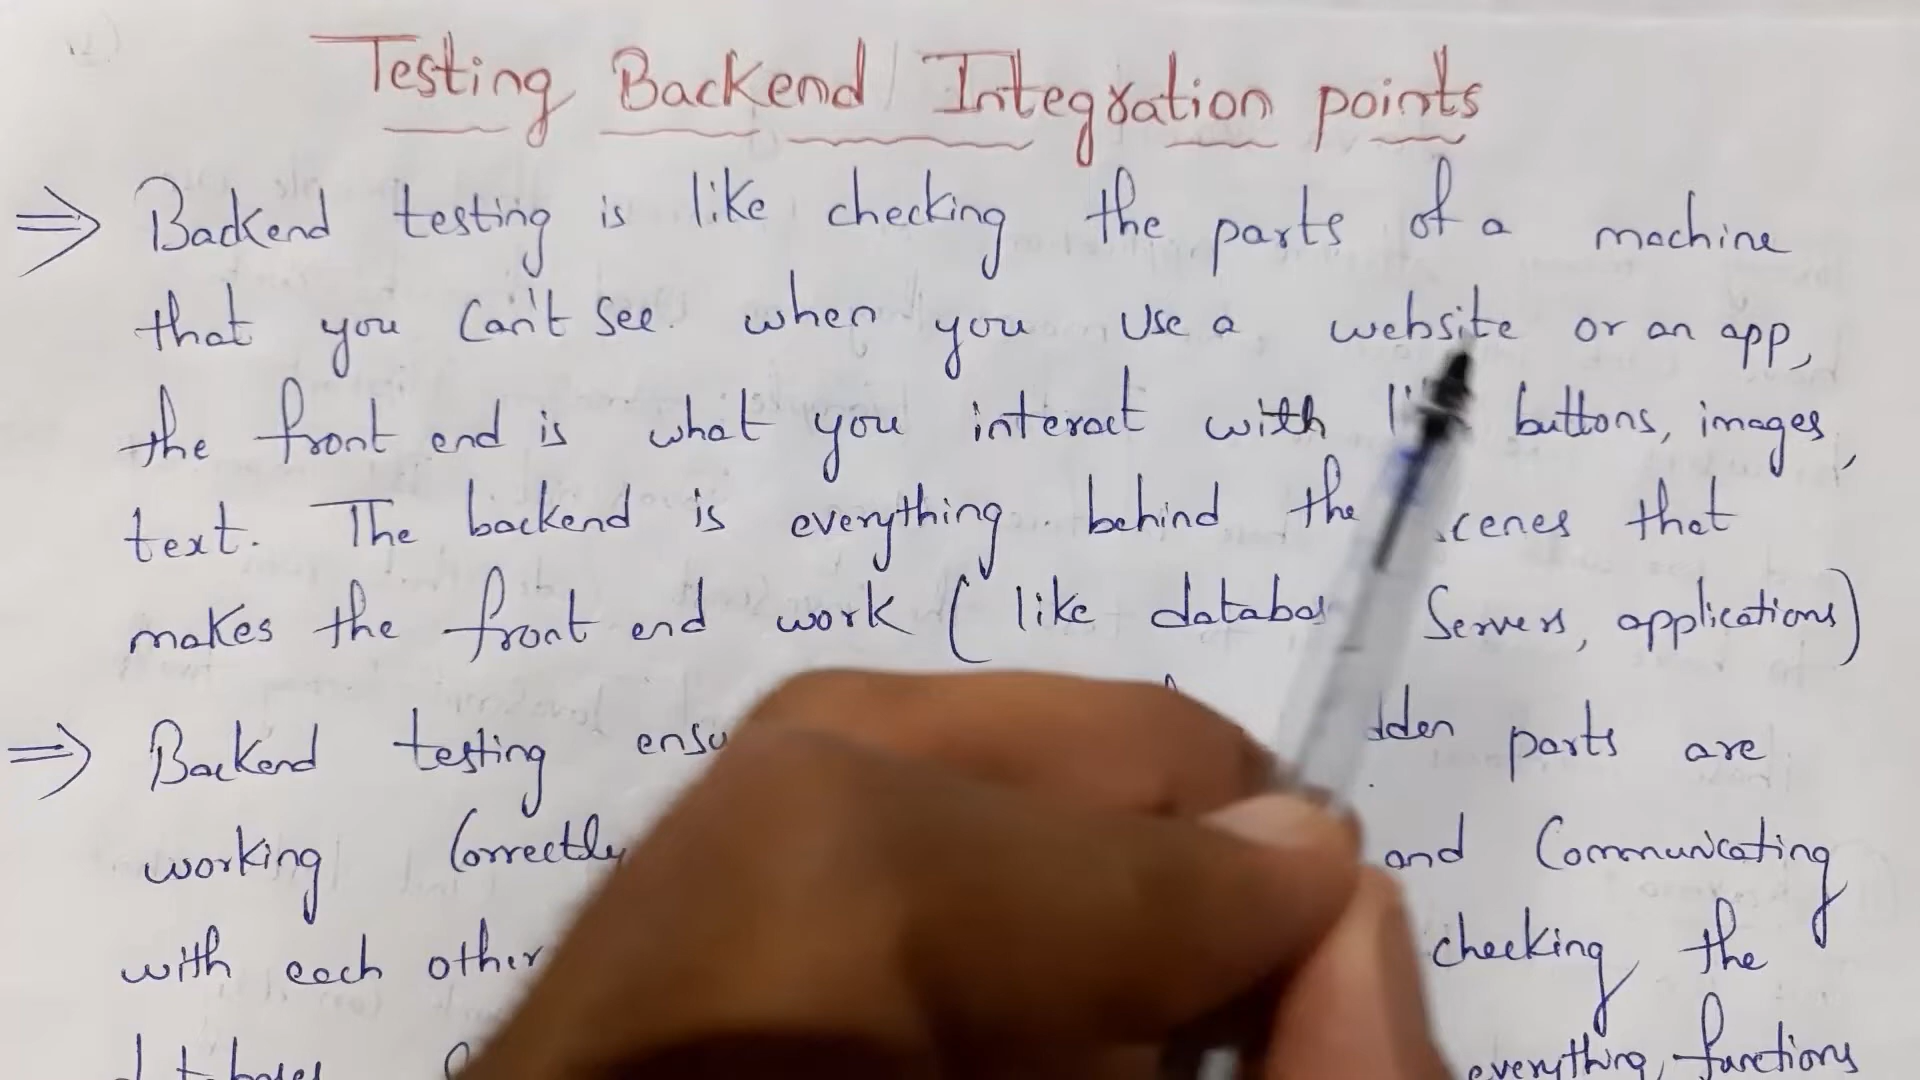 Testing Backend Integration points
Backend testing is like checking the parts of a machine
that you can't see. when you use a website or an app,
the front end is what you interact with buttons, images,
text. The backend is everything behind the that
makes the front end work ( like Servers, applications)
Backend testing parts are
working correctly and communicating
with each other checking the
everything, functions